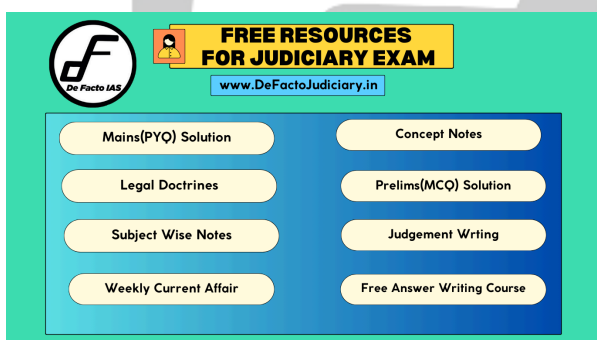 FREE RESOURCES
FOR JUDICIARY EXAM
De Facto IAS
www.DeFactoJudiciary.in
Mains(PYQ) Solution
Concept Notes
Legal Doctrines
Prelims(MCQ) Solution
Subject Wise Notes
Judgement Wrting
Weekly Current Affair
Free Answer Writing Course